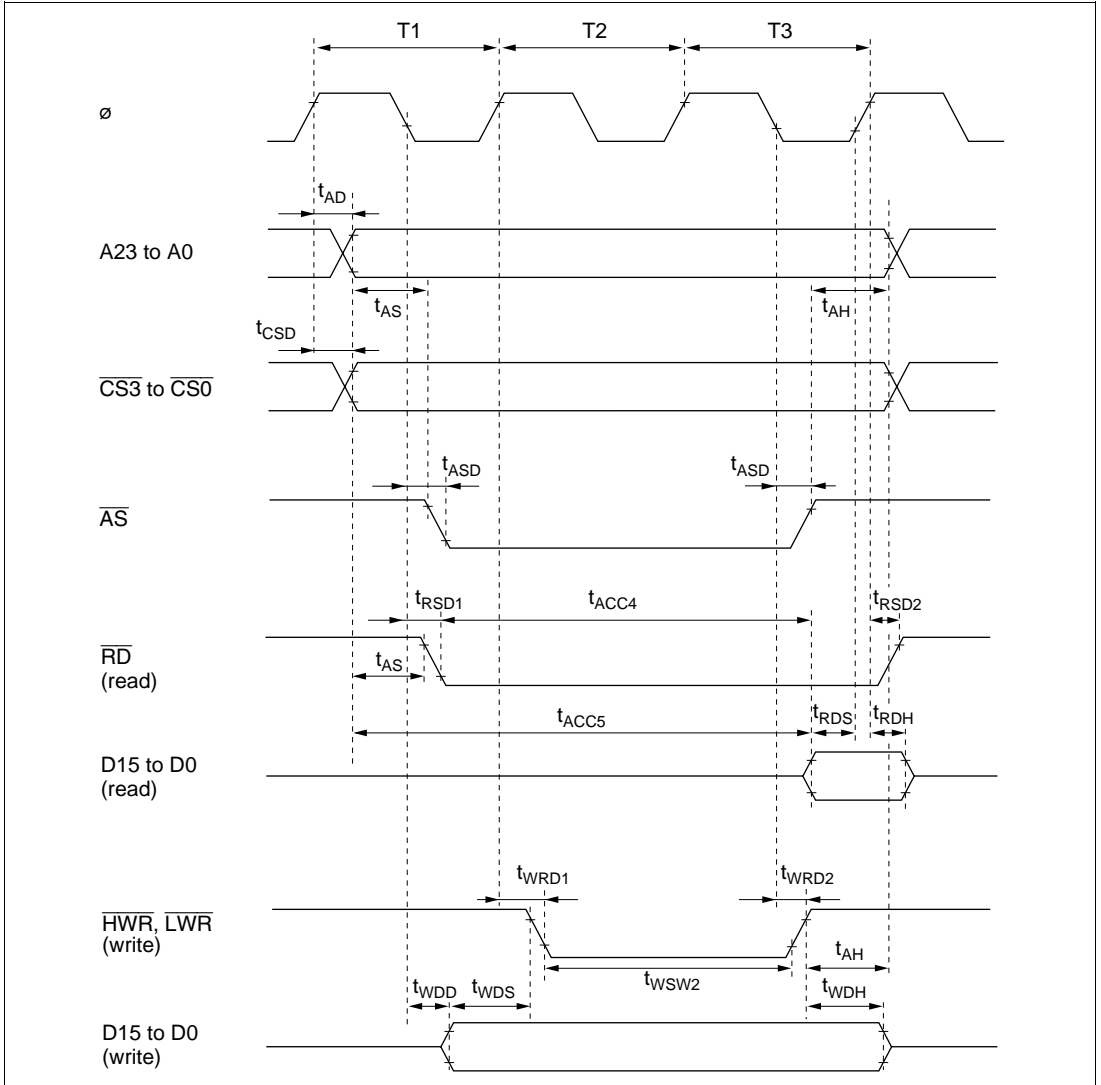 T1 T2 T3
ø
tAD
A23 to A0
tAS tAH
tCSD
CS3 to CS0
tASD tASD
AS
tRSD1 tACC4 tRSD2
RD
(read)
tAS
tACC5 tRDS tRDH
D15 to D0
(read)
tWRD1 tWRD2
HWR, LWR
(write)
tAH
tWSW2
tWDD tWDS tWDH
D15 to D0
(write)